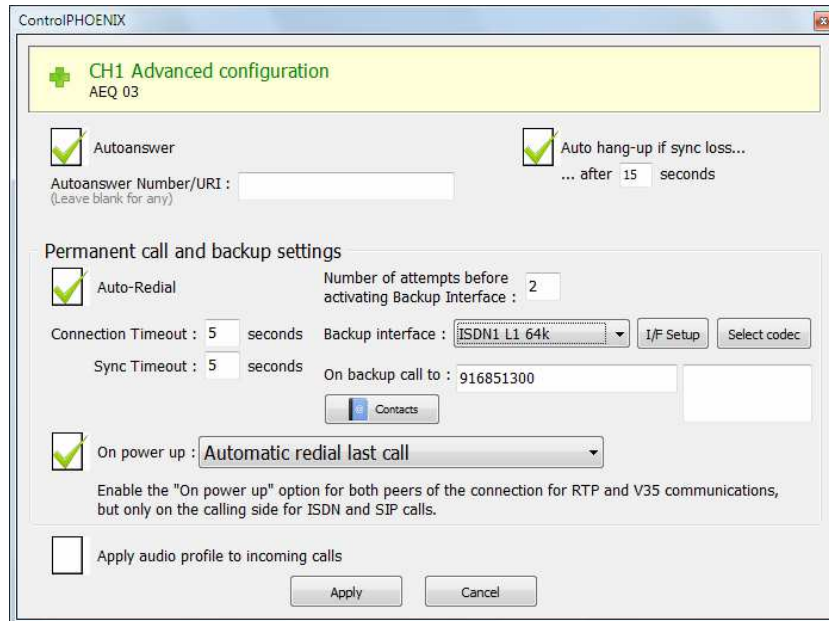 ControlPHOENIX
CH1 Advanced configuration
AEQ 03
Autoanswer
Auto hang-up if sync loss...
Autoanswer Number/URI :
(Leave blank for any)
... after 15 seconds
Permanent call and backup settings
Auto-Redial
Number of attempts before
activating Backup Interface : 2
Connection Timeout : 5 seconds
Backup interface : ISDN1 L1 64k I/F Setup Select codec
Sync Timeout : 5 seconds
On backup call to : 916851300
Contacts
On power up : Automatic redial last call
Enable the "On power up" option for both peers of the connection for RTP and V35 communications,
but only on the calling side for ISDN and SIP calls.
Apply audio profile to incoming calls
Apply Cancel